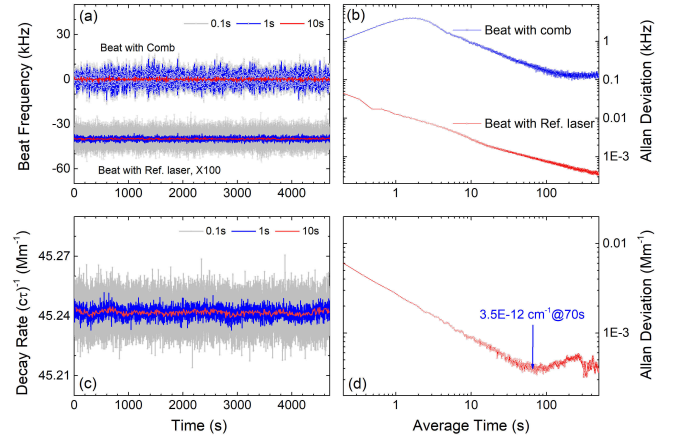 (a)
0.1s 1s 10s
Beat with Comb
Beat with Ref. laser, X100
30
0
-30
-60
Beat Frequency (kHz)
0 1000 2000 3000 4000
(b)
Beat with comb
Beat with Ref. laser
1
0.1
0.01
1E-3
Allan Deviation (kHz)
1 10 100
0.1s 1s 10s
45.27
45.24
45.21
Decay Rate (cτ)⁻¹ (Mm⁻¹)
(c)
0 1000 2000 3000 4000
Time (s)
3.5E-12 cm⁻¹@70s
0.01
1E-3
Allan Deviation (Mm⁻¹)
(d)
1 10 100
Average Time (s)